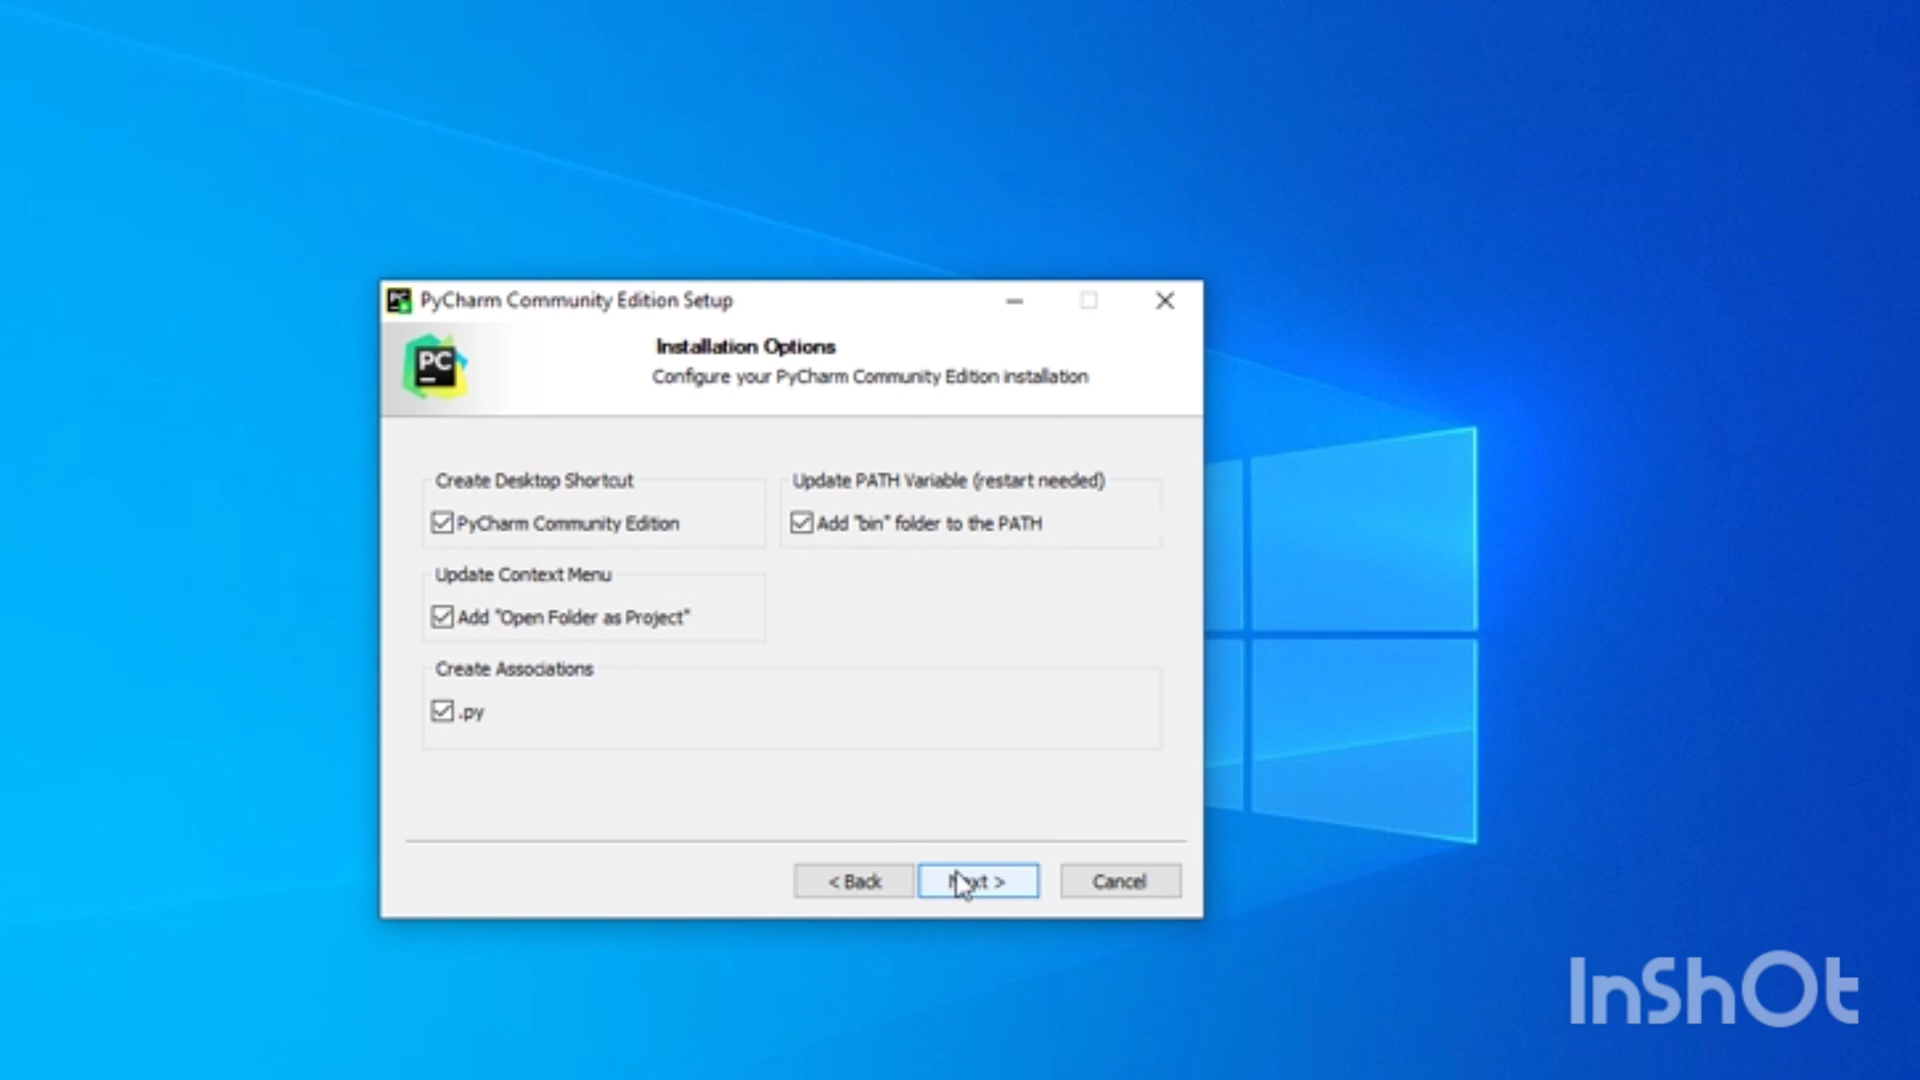 PyCharm Community Edition Setup
PC
Installation Options
Configure your PyCharm Community Edition installation
Create Desktop Shortcut
PyCharm Community Edition
Update PATH Variable (restart needed)
Add "bin" folder to the PATH
Update Context Menu
Add "Open Folder as Project"
Create Associations
.py
< Back
Next >
Cancel
InShOt